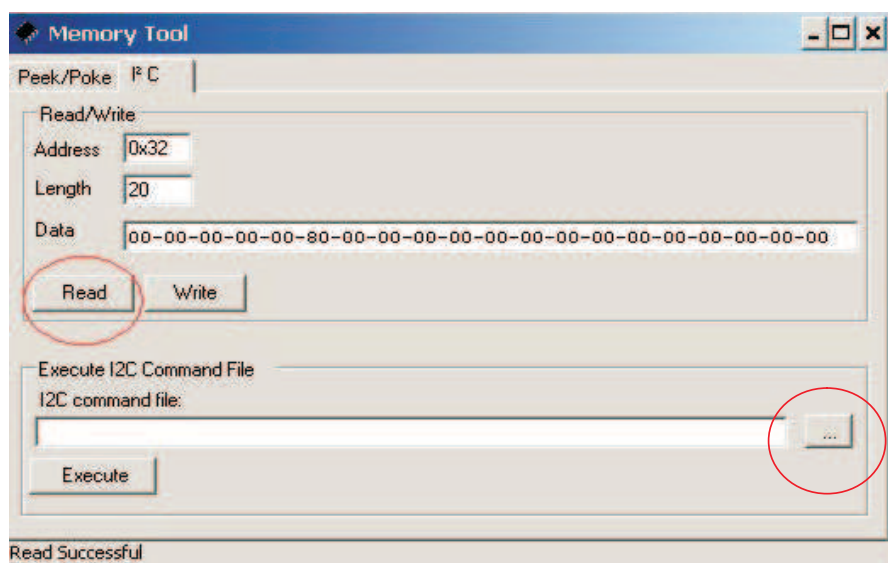 Memory Tool
Peek/Poke I² C
Read/Write
Address 0x32
Length 20
Data 00-00-00-00-00-80-00-00-00-00-00-00-00-00-00-00-00-00-00-00
Read Write
Execute I2C Command File
I2C command file:
...
Execute
Read Successful